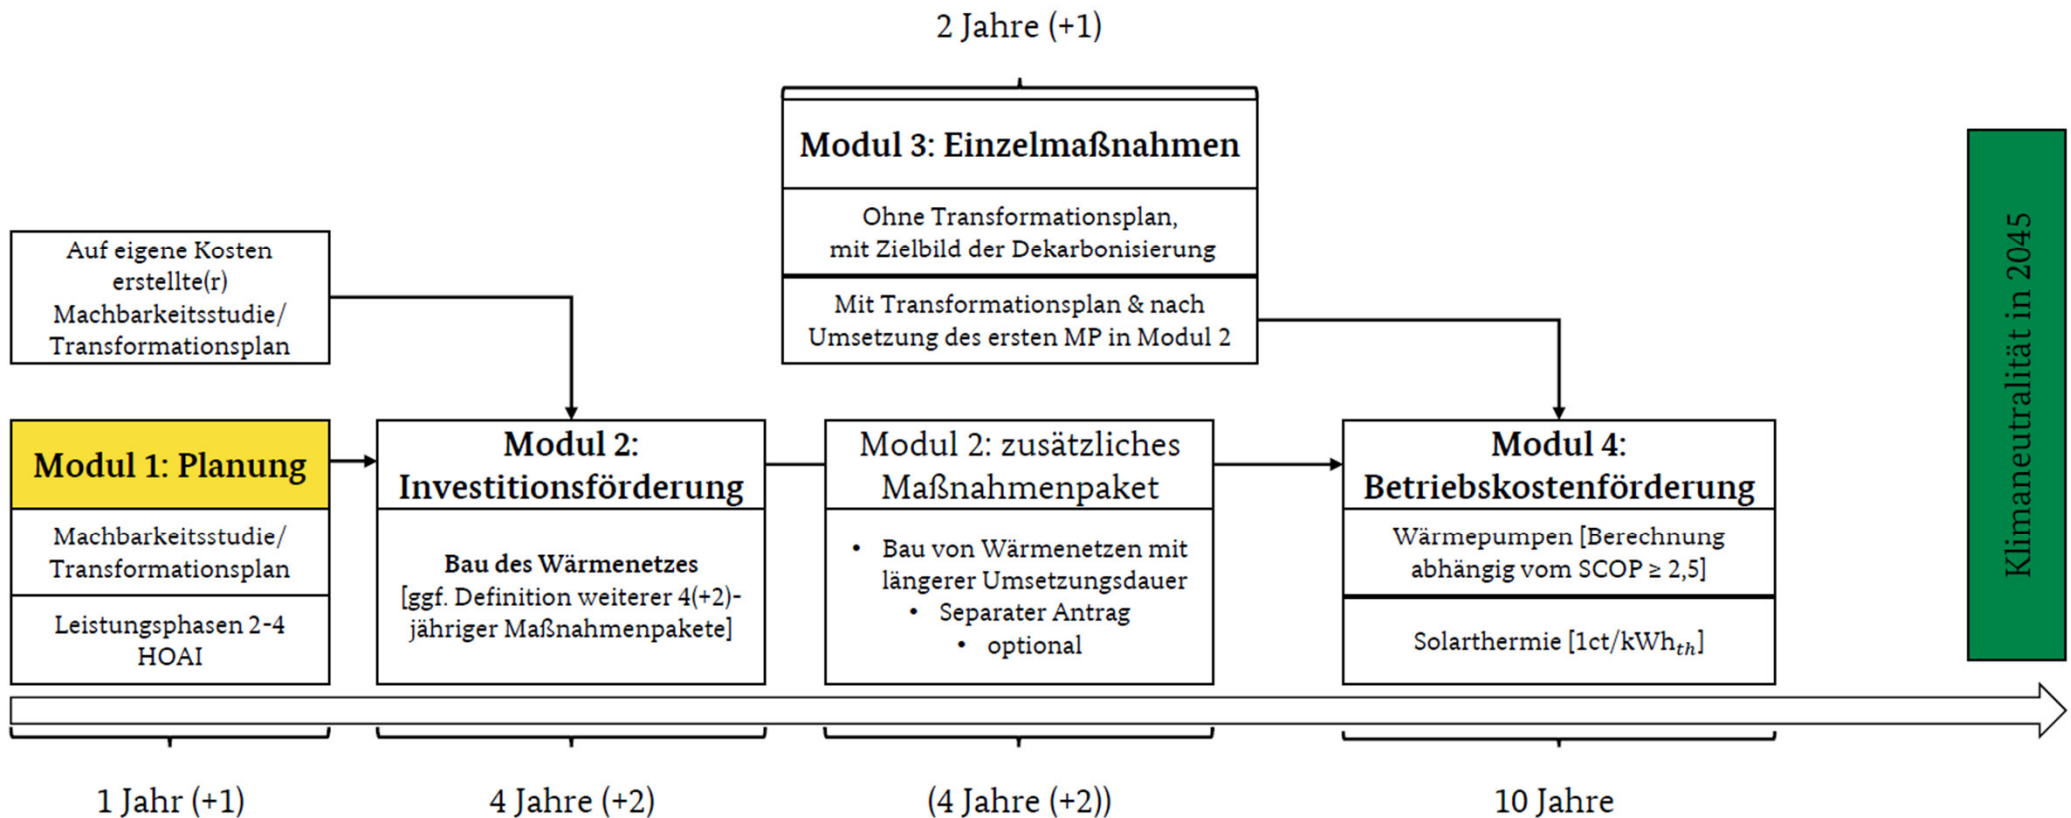 2 Jahre (+1)
Modul 3: Einzelmaßnahmen
Ohne Transformationsplan,
mit Zielbild der Dekarbonisierung
Mit Transformationsplan & nach
Umsetzung des ersten MP in Modul 2
Auf eigene Kosten
erstellte(r)
Machbarkeitsstudie/
Transformationsplan
Modul 1: Planung
Machbarkeitsstudie/
Transformationsplan
Leistungsphasen 2-4
HOAI
Modul 2:
Investitionsförderung
Bau des Wärmenetzes
[ggf. Definition weiterer 4(+2)-
jähriger Maßnahmenpakete]
Modul 2: zusätzliches
Maßnahmenpaket
• Bau von Wärmenetzen mit
längerer Umsetzungsdauer
• Separater Antrag
• optional
Modul 4:
Betriebskostenförderung
Wärmepumpen [Berechnung
abhängig vom SCOP ≥ 2,5]
Solarthermie [1ct/kWh_th]
Klimaneutralität in 2045
1 Jahr (+1)
4 Jahre (+2)
(4 Jahre (+2))
10 Jahre